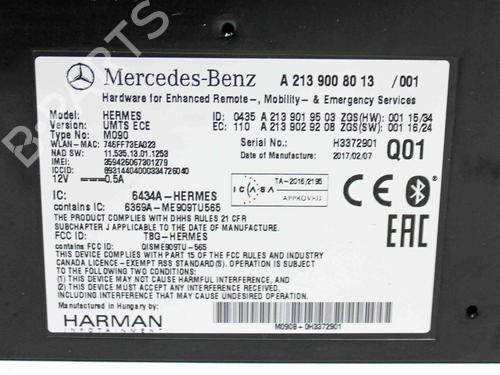 Mercedes-Benz A 213 900 80 13 /001
Hardware for Enhanced Remote-, Mobility- & Emergency Services
Model: HERMES ID: 0435 A 213 901 95 03 ZGS(HW): 001 15/34
Version: UMTS ECE EC: 110 A 213 902 92 08 ZGS(SW): 001 16/24
Type No: M090 Serial No.: H3372901
WLAN-MAC: 746FF73EA023 Date of Manufacture: 2017/02/07 Q01
NAD SW: 11.535.13.01.1253
IMEI: 359426067301279
ICCID: 89314404000334726040
12V 0.5A
TA-2016/2195
ICASA
APPROVED
CE
EAC
IC: 6434A-HERMES
contains IC: 6369A-ME909TU565
COMPLIES WITH THE DHHS RULES 21 CFR
SUBCHAPTER J APPLICABLE TO THE DATE OF MANUFACTURE.
FCC ID: T8G-HERMES
contains FCC ID: QISME909TU-565
THIS DEVICE COMPLIES WITH PART 15 OF FCC RULES AND INDUSTRY
CANADA LICENCE - EXEMPT RSS STANDARD(S). OPERATION IS SUBJECT
TO THE FOLLOWING TWO CONDITIONS:
(1) THIS DEVICE MAY NOT CAUSE HARMFUL INTERFERENCE, AND
(2) THIS DEVICE MUST ACCEPT ANY INTERFERENCE RECEIVED,
INCLUDING INTERFERENCE THAT MAY CAUSE UNDESIRED OPERATION.
Manufactured in Hungary by:
HARMAN
INFOTAINMENT
M090B-0H3372901
B-PARTS